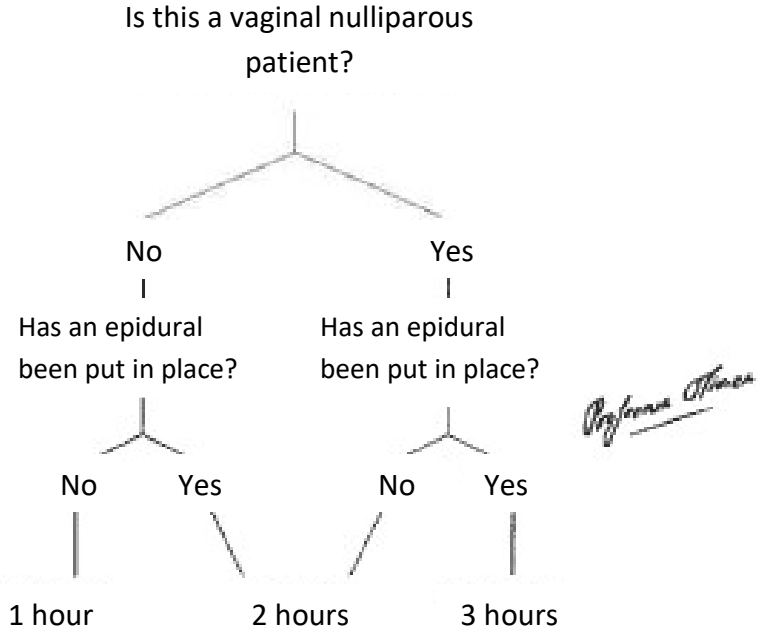 Is this a vaginal nulliparous
patient?
No Yes
Has an epidural Has an epidural
been put in place? been put in place?
No Yes No Yes
1 hour 2 hours 3 hours